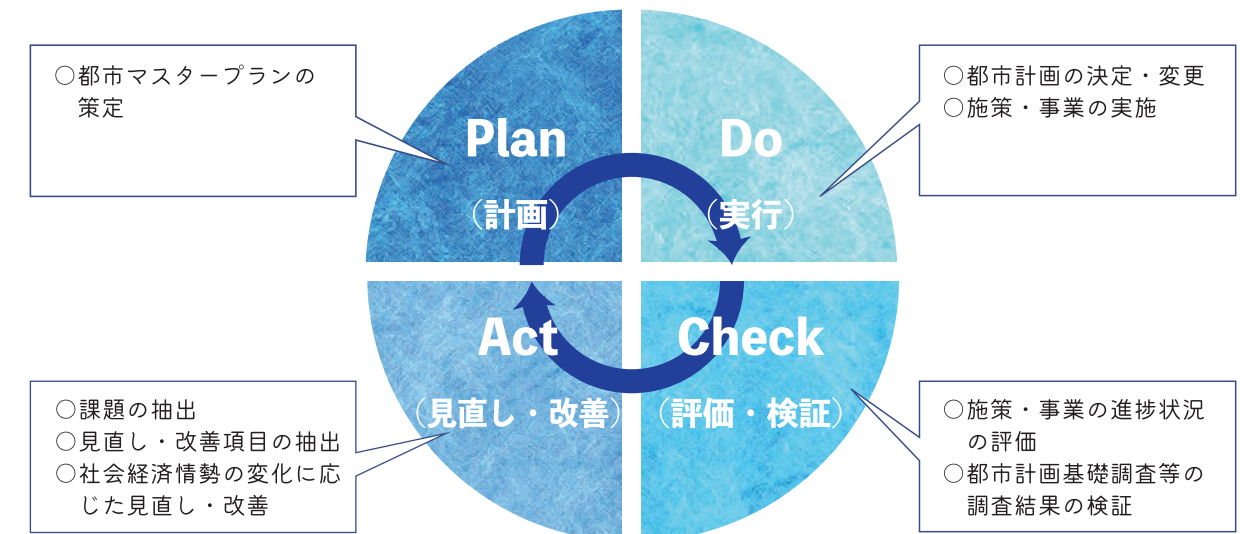 ○都市マスタープランの
策定
Plan
（計画）
Do
（実行）
○都市計画の決定・変更
○施策・事業の実施
○課題の抽出
○見直し・改善項目の抽出
○社会経済情勢の変化に応
じた見直し・改善
Act
（見直し・改善）
Check
（評価・検証）
○施策・事業の進捗状況
の評価
○都市計画基礎調査等の
調査結果の検証